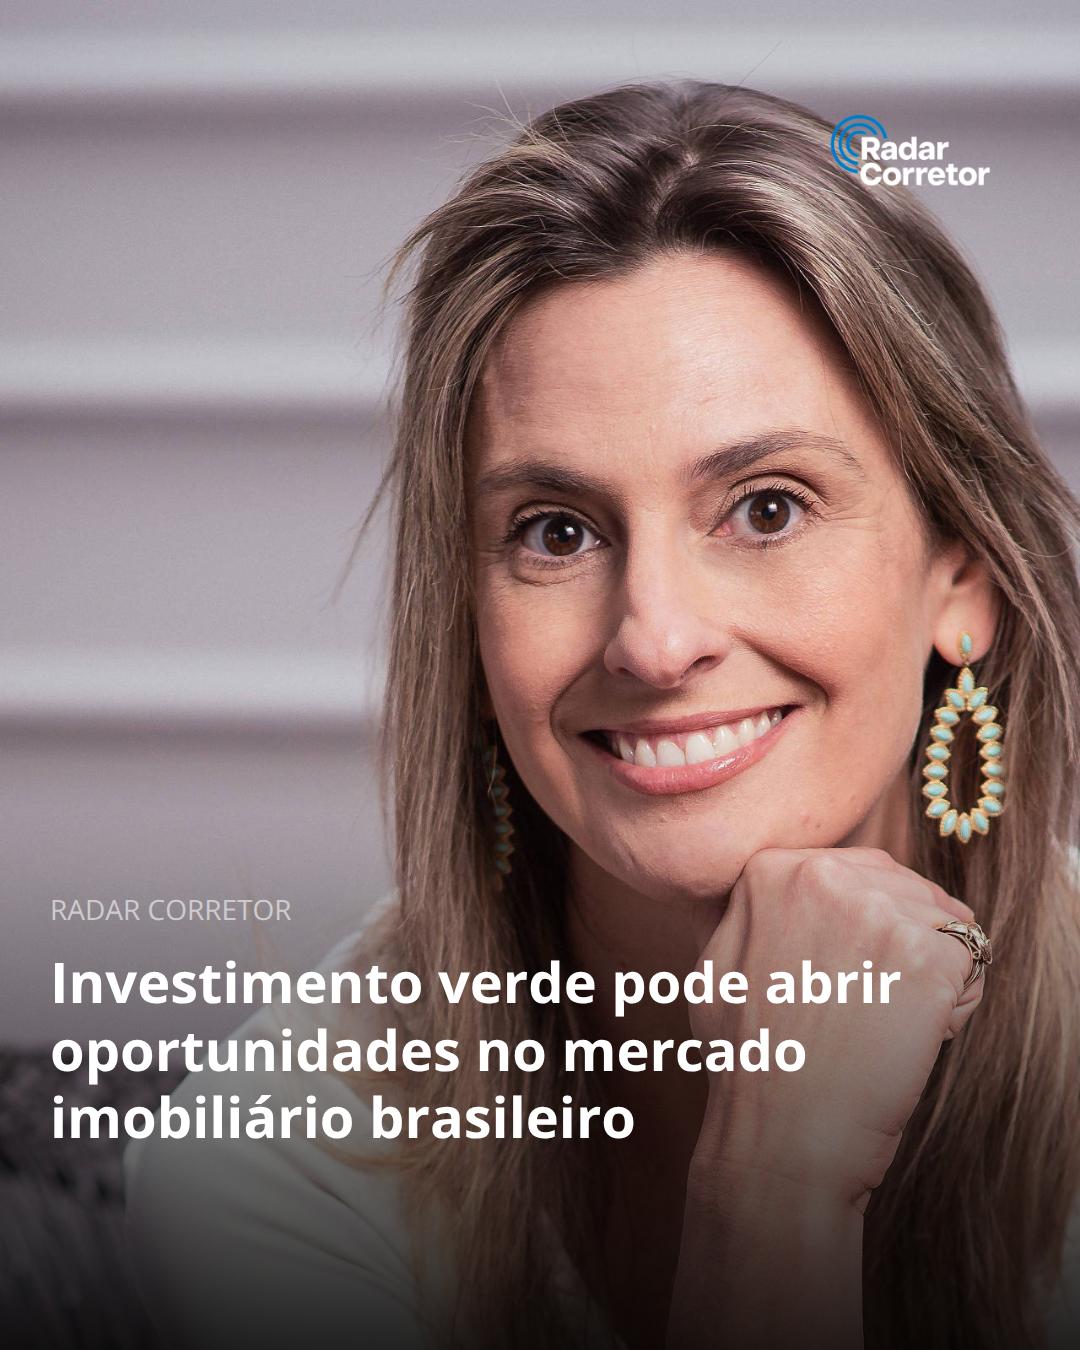 Radar
Corretor
RADAR CORRETOR
Investimento verde pode abrir
oportunidades no mercado
imobiliário brasileiro